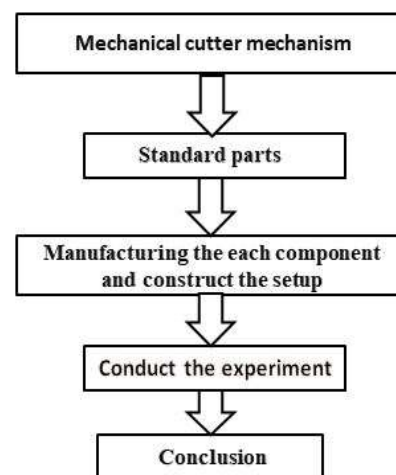 Mechanical cutter mechanism
Standard parts
Manufacturing the each component
and construct the setup
Conduct the experiment
Conclusion